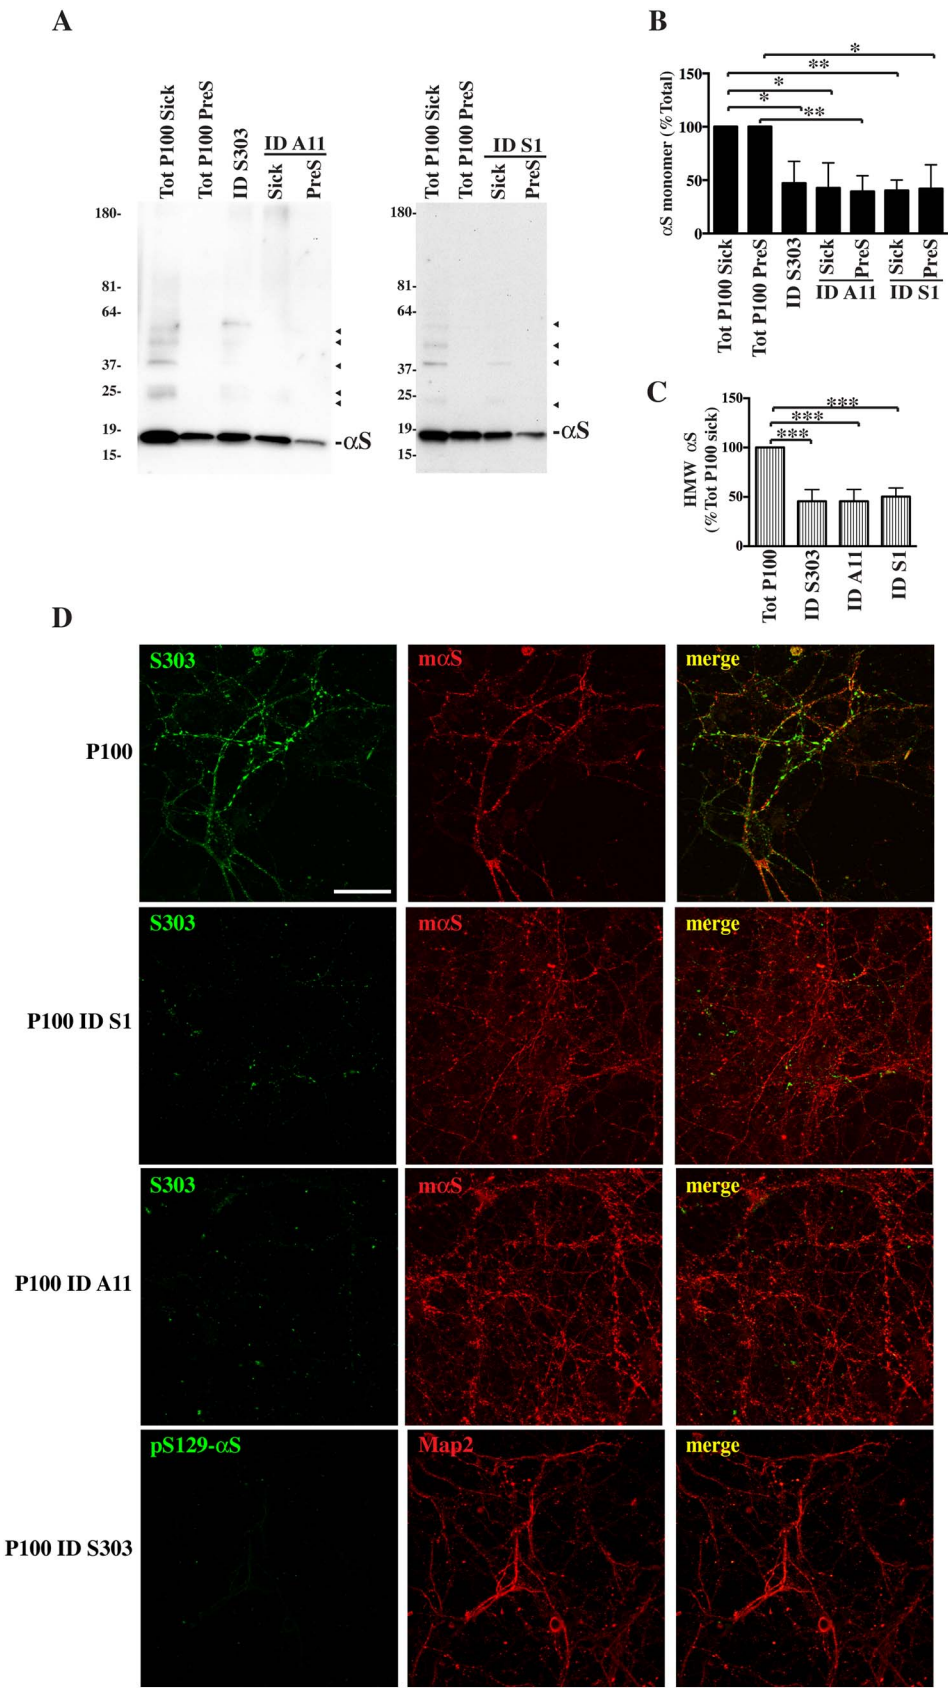 A
Tot P100 Sick
Tot P100 PreS
ID S303
ID A11
Sick
PreS
180-
81-
64-
37-
25-
19-
15-
-αS
Tot P100 Sick
Tot P100 PreS
ID S1
Sick
PreS
180-
81-
64-
37-
25-
19-
15-
-αS
B
αS monomer (%Total)
150
100
50
0
*
**
*
*
**
Tot P100 Sick
Tot P100 PreS
ID S303
Sick
PreS
ID A11
Sick
PreS
ID S1
C
HMW αS
(%Tot P100 sick)
150
100
50
0
***
***
***
Tot P100
ID S303
ID A11
ID S1
D
P100
S303
mαS
merge
P100 ID S1
S303
mαS
merge
P100 ID A11
S303
mαS
merge
P100 ID S303
pS129-αS
Map2
merge